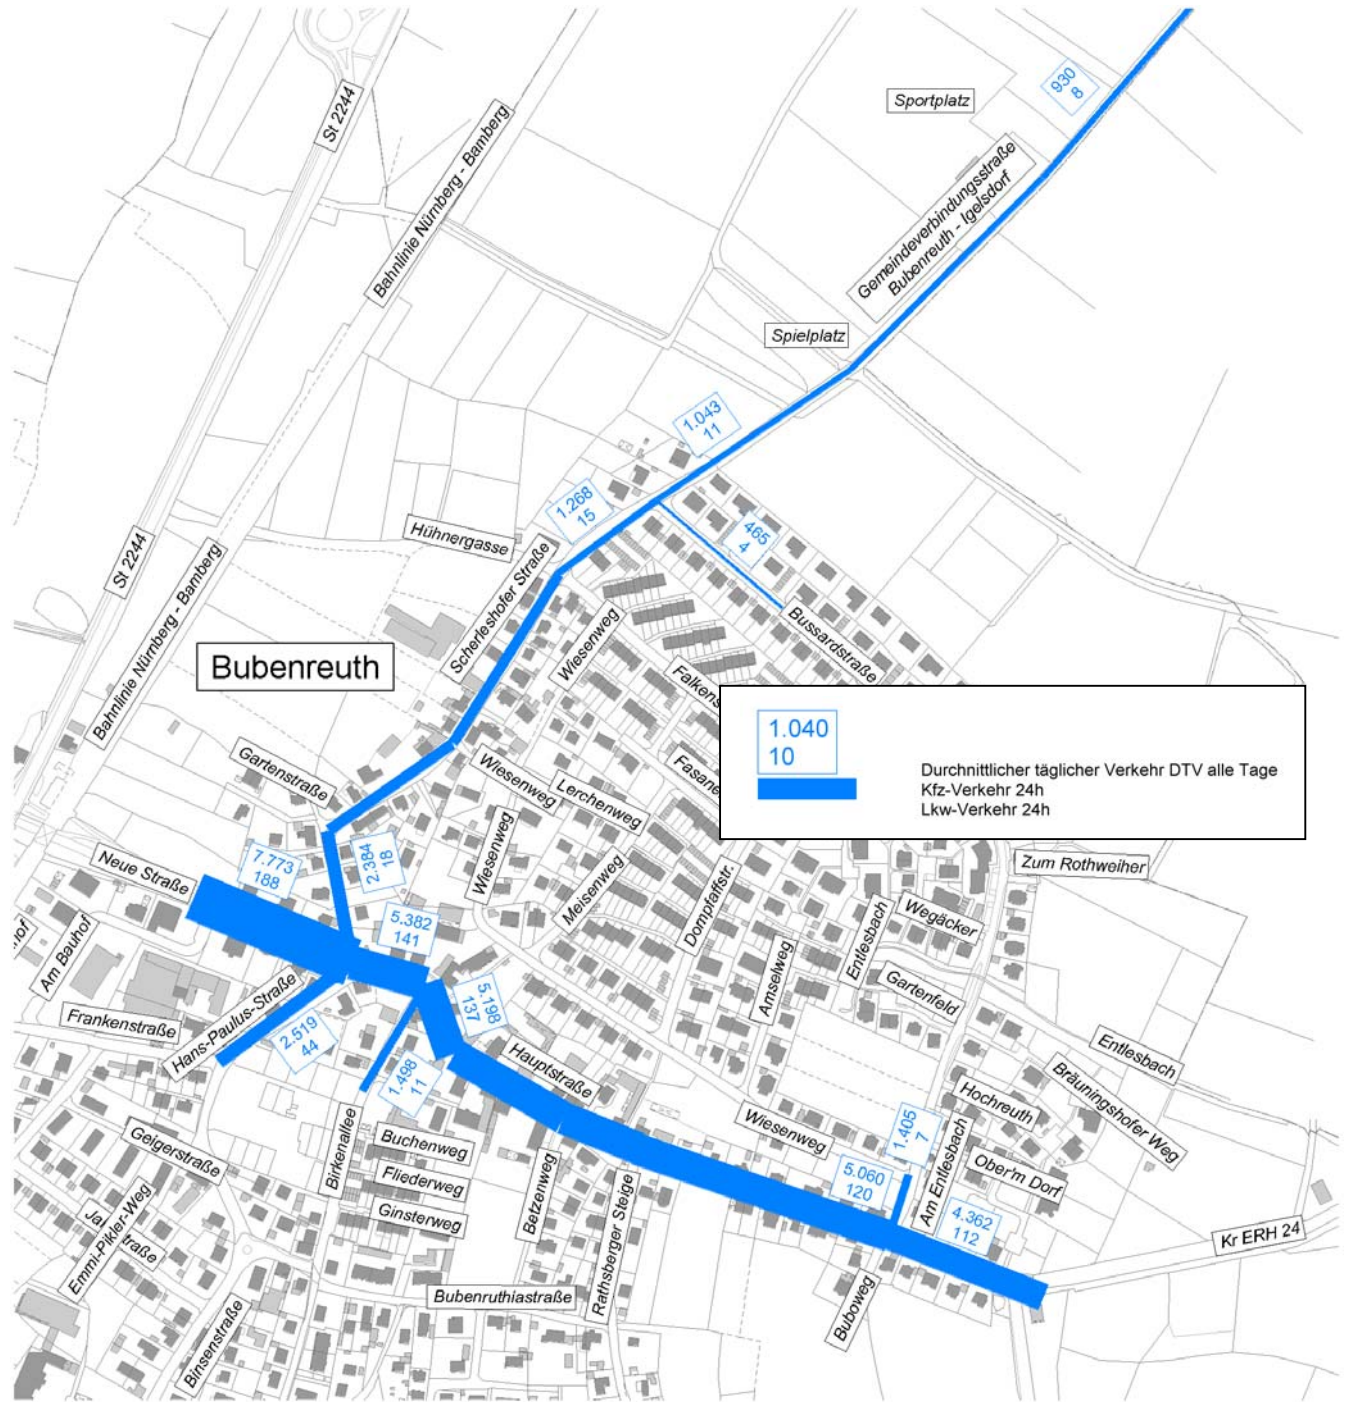 St 2244
Bahnlinie Nürnberg - Bamberg
Sportplatz
930
8
Gemeindeverbindungsstraße
Bubenreuth - Igelsdorf
Spielplatz
1.043
11
1.268
15
465
4
Hühnergasse
St 2244
Bahnlinie Nürnberg - Bamberg
Scherleshofer Straße
Wiesenweg
Bussardstraße
Bubenreuth
Gartenstraße
Wiesenweg
Lerchenweg
Wiesenweg
Meisenweg
1.040
10
Durchnittlicher täglicher Verkehr DTV alle Tage
Kfz-Verkehr 24h
Lkw-Verkehr 24h
Neue Straße
7.773
188
2.384
18
5.382
141
Dompfaffstr.
Zum Rothweiher
Wegäcker
Entlesbach
Amselweg
Gartenfeld
Am Bauhof
Frankenstraße
Hans-Paulus-Straße
2.519
44
5.198
137
1.498
11
Hauptstraße
Entlesbach
Bräuningshofer Weg
Hochreuth
Ober'm Dorf
Wiesenweg
1.405
7
5.060
120
Am Entlesbach
4.362
112
Kr ERH 24
Geigerstraße
Birkenallee
Buchenweg
Fliederweg
Ginsterweg
Betzenweg
Rathsberger Steige
Emmi-Pikler-Weg
Bubenruthiastraße
Binsenstraße
Buboweg